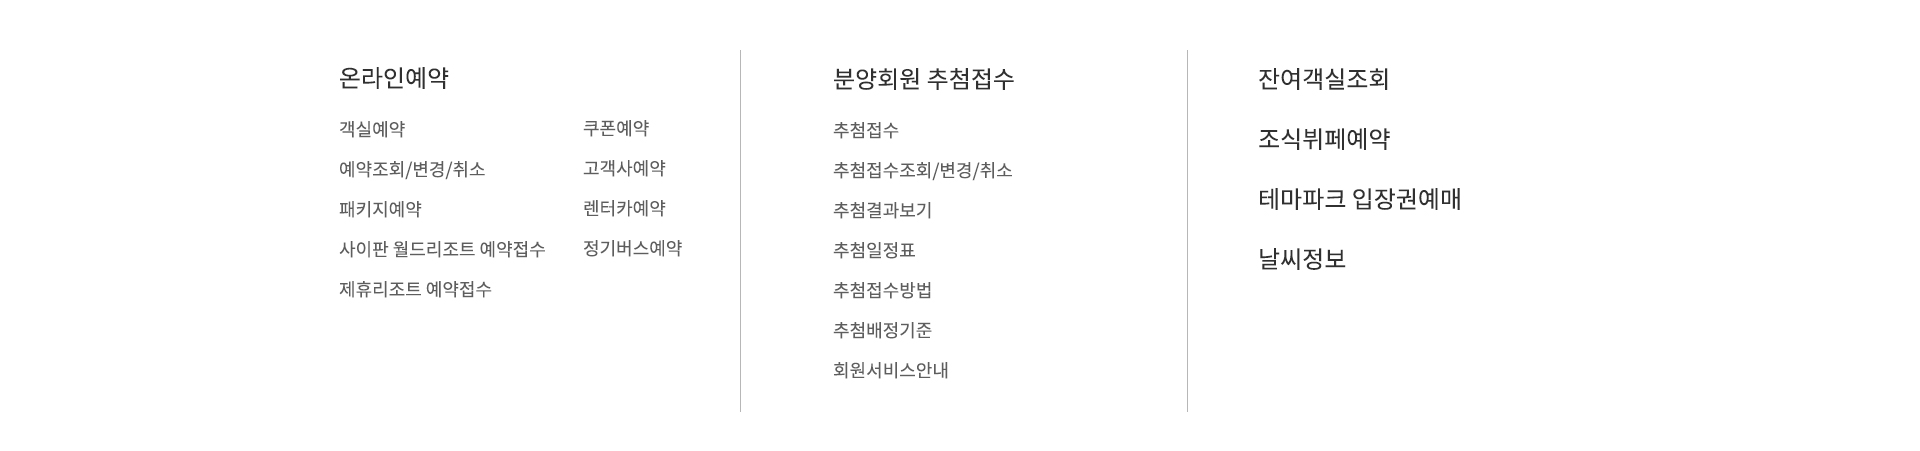 온라인예약
객실예약
예약조회/변경/취소
패키지예약
사이판 월드리조트 예약접수
제휴리조트 예약접수
쿠폰예약
고객사예약
렌터카예약
정기버스예약
분양회원 추첨접수
추첨접수
추첨접수조회/변경/취소
추첨결과보기
추첨일정표
추첨접수방법
추첨배정기준
회원서비스안내
잔여객실조회
조식뷔페예약
테마파크 입장권예매
날씨정보